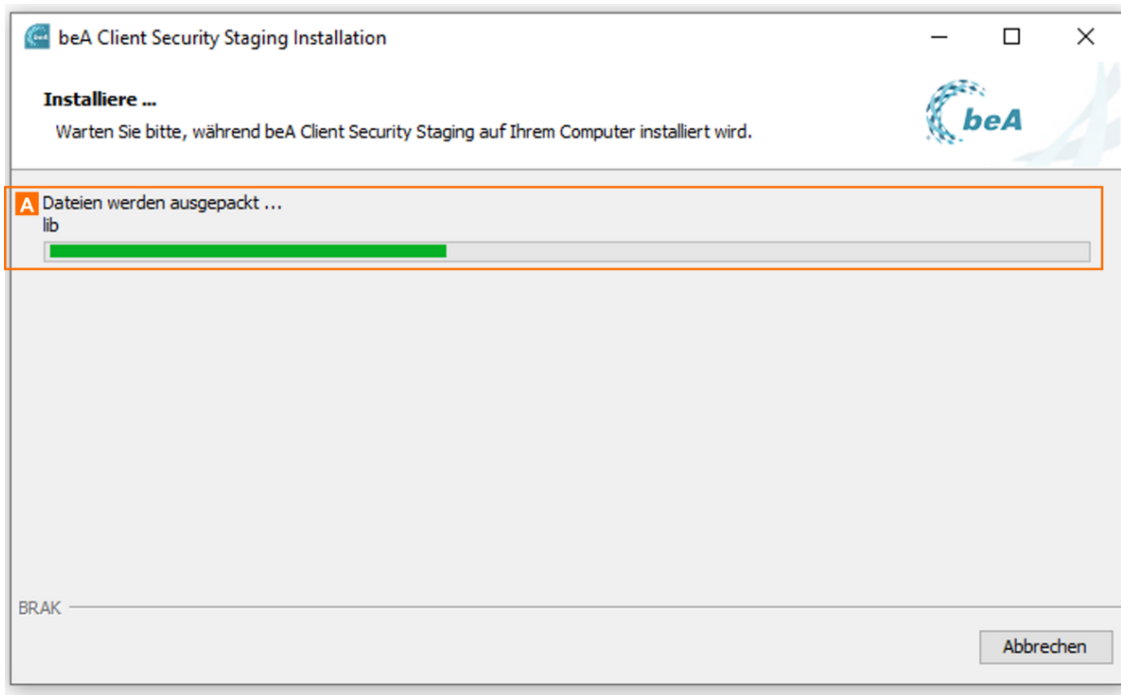 beA Client Security Staging Installation
Installiere ...
beA
Warten Sie bitte, während beA Client Security Staging auf Ihrem Computer installiert wird.
A Dateien werden ausgepackt ...
lib
BRAK
Abbrechen